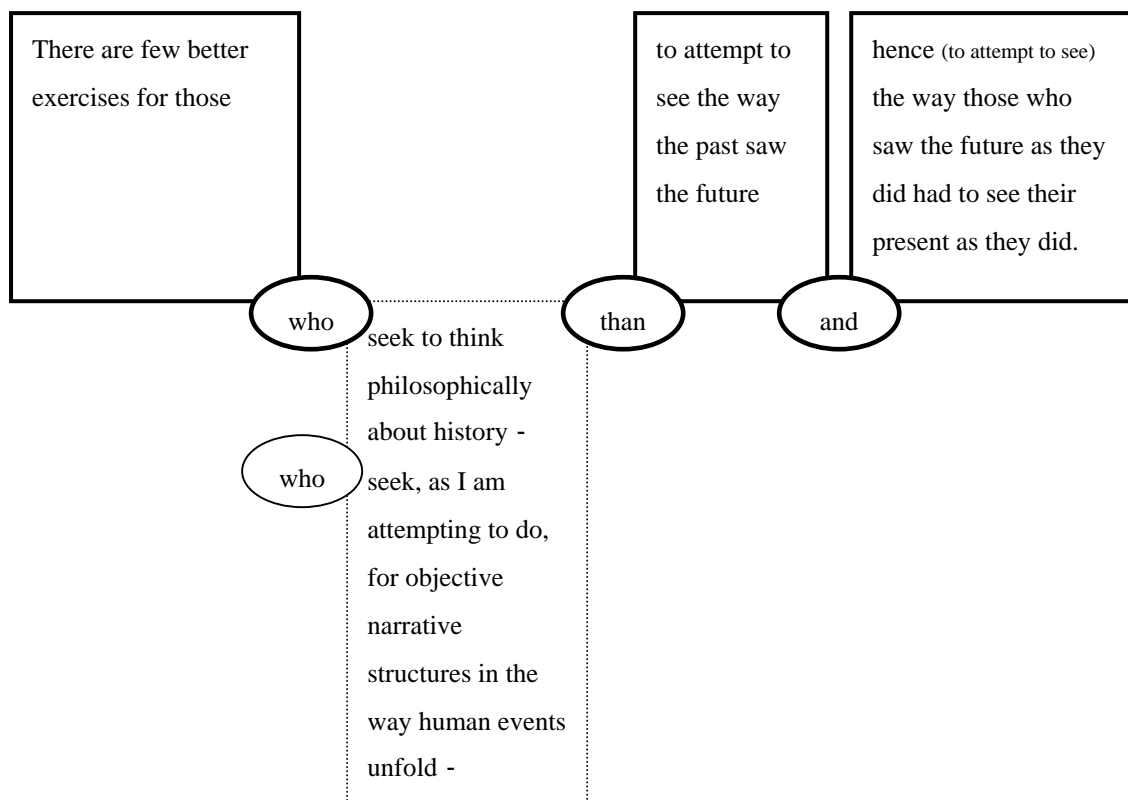 There are few better
exercises for those
who
seek to think
philosophically
about history -
who
seek, as I am
attempting to do,
for objective
narrative
structures in the
way human events
unfold -
than
to attempt to
see the way
the past saw
the future
and
hence (to attempt to see)
the way those who
saw the future as they
did had to see their
present as they did.